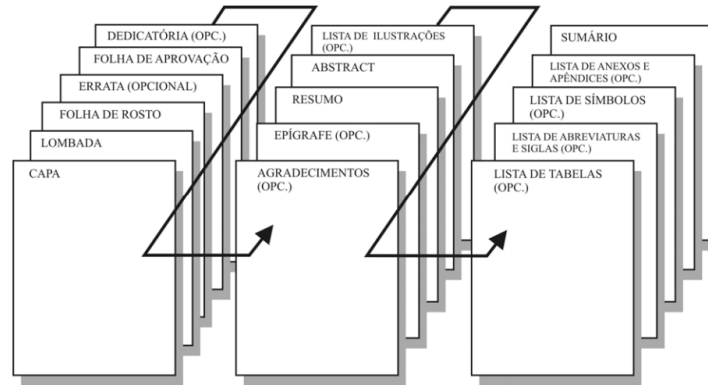 DEDICATÓRIA (OPC.)
FOLHA DE APROVAÇÃO
ERRATA (OPCIONAL)
FOLHA DE ROSTO
LOMBADA
CAPA
LISTA DE ILUSTRAÇÕES
(OPC.)
ABSTRACT
RESUMO
EPÍGRAFE (OPC.)
AGRADECIMENTOS
(OPC.)
SUMÁRIO
LISTA DE ANEXOS E
APÊNDICES (OPC.)
LISTA DE SÍMBOLOS
(OPC.)
LISTA DE ABREVIATURAS
E SIGLAS (OPC.)
LISTA DE TABELAS
(OPC.)